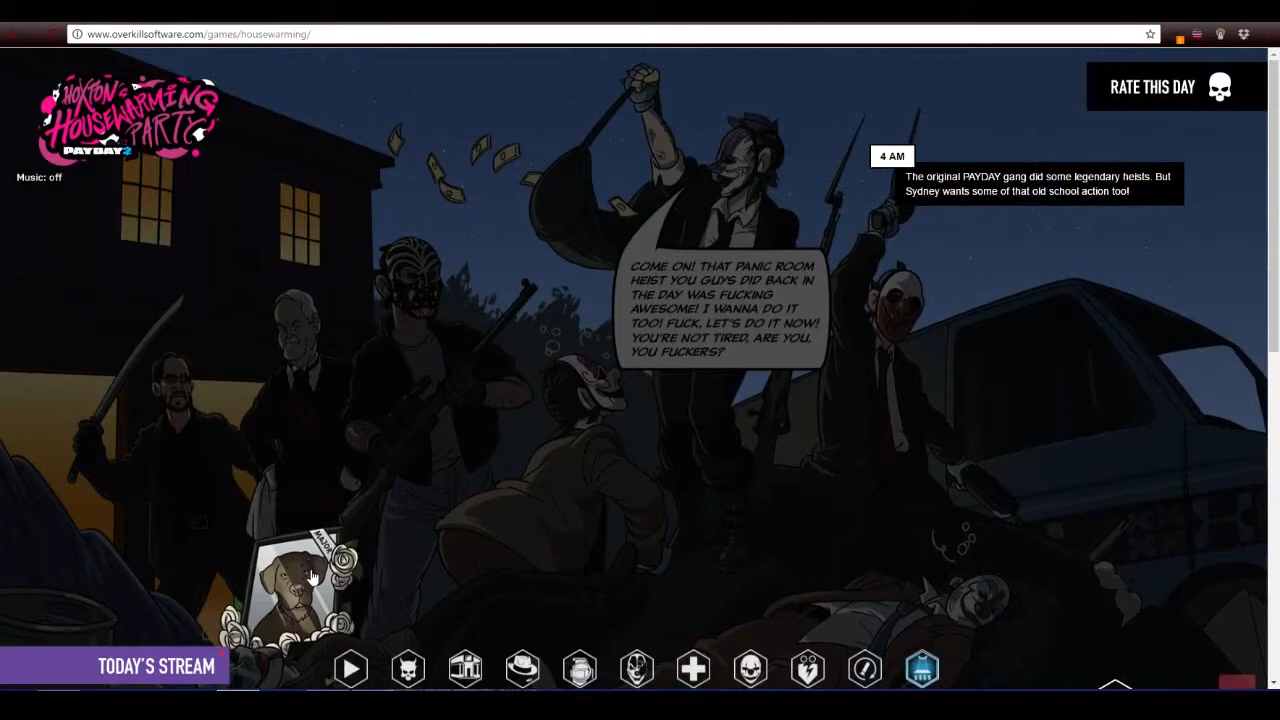 www.overkillsoftware.com/games/housewarming/
HOXTON'S
HOUSEWARMING
PARTY
PAYDAY 2
Music: off
RATE THIS DAY
4 AM
The original PAYDAY gang did some legendary heists. But
Sydney wants some of that old school action too!
COME ON! THAT PANIC ROOM
HEIST YOU GUYS DID BACK IN
THE DAY WAS FUCKING
AWESOME! I WANNA DO IT
TOO! FUCK, LET'S DO IT NOW!
YOU'RE NOT TIRED, ARE YOU,
YOU FUCKERS?
MAJOR
TODAY'S STREAM